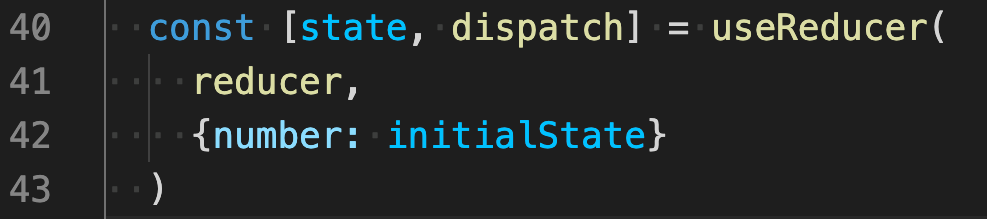 40 const [state, dispatch] = useReducer(
41 reducer,
42 {number: initialState}
43 )